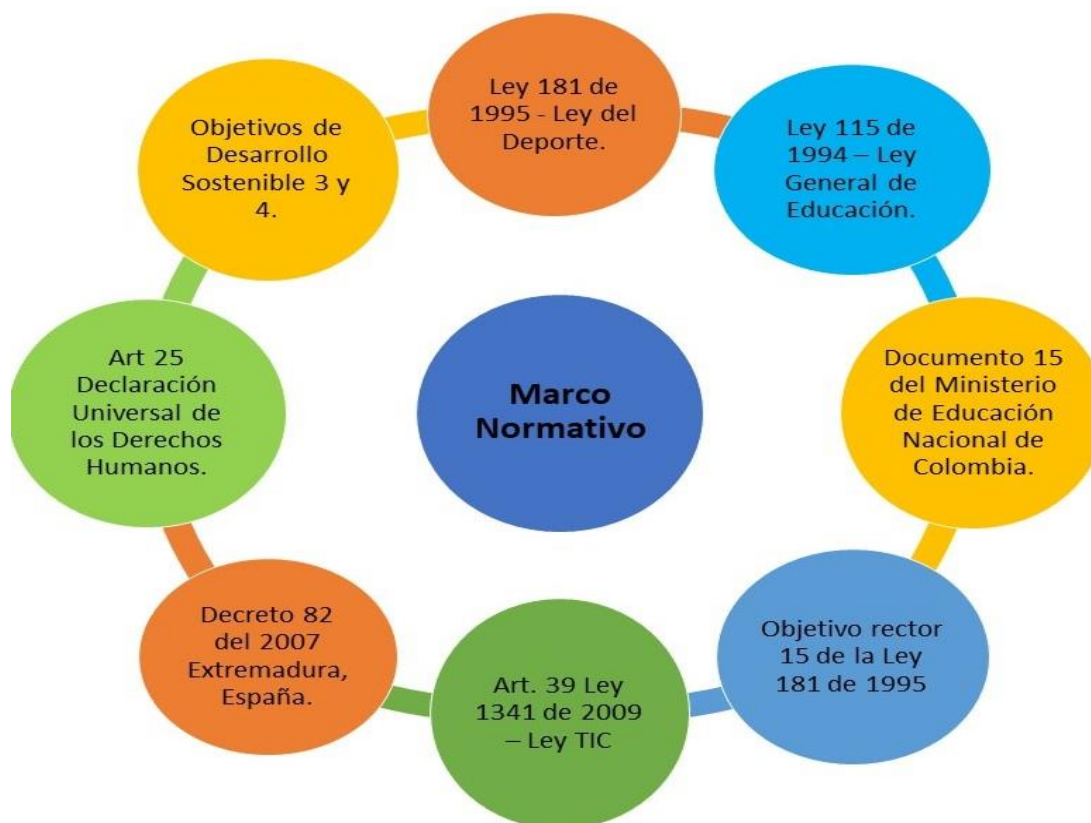 Ley 181 de
1995 - Ley del
Deporte.
Ley 115 de
1994 – Ley
General de
Educación.
Documento 15
del Ministerio
de Educación
Nacional de
Colombia.
Objetivo rector
15 de la Ley
181 de 1995
Art. 39 Ley
1341 de 2009
– Ley TIC
Decreto 82
del 2007
Extremadura,
España.
Art 25
Declaración
Universal de
los Derechos
Humanos.
Objetivos de
Desarrollo
Sostenible 3 y
4.
Marco
Normativo